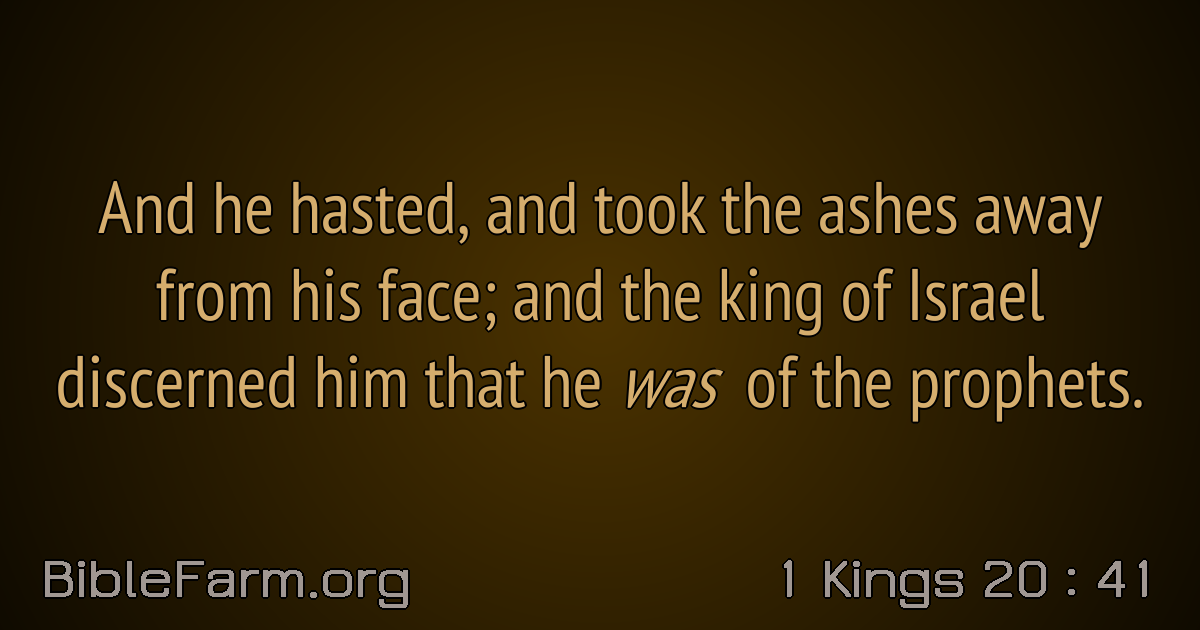 And he hasted, and took the ashes away
from his face; and the king of Israel
discerned him that he was of the prophets.
BibleFarm.org
1 Kings 20 : 41